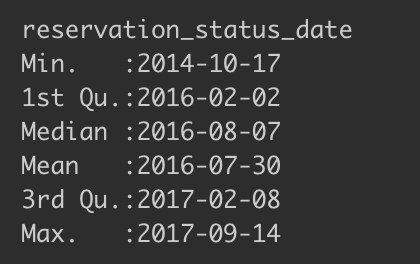 reservation_status_date
Min.   :2014-10-17
1st Qu.:2016-02-02
Median :2016-08-07
Mean   :2016-07-30
3rd Qu.:2017-02-08
Max.   :2017-09-14